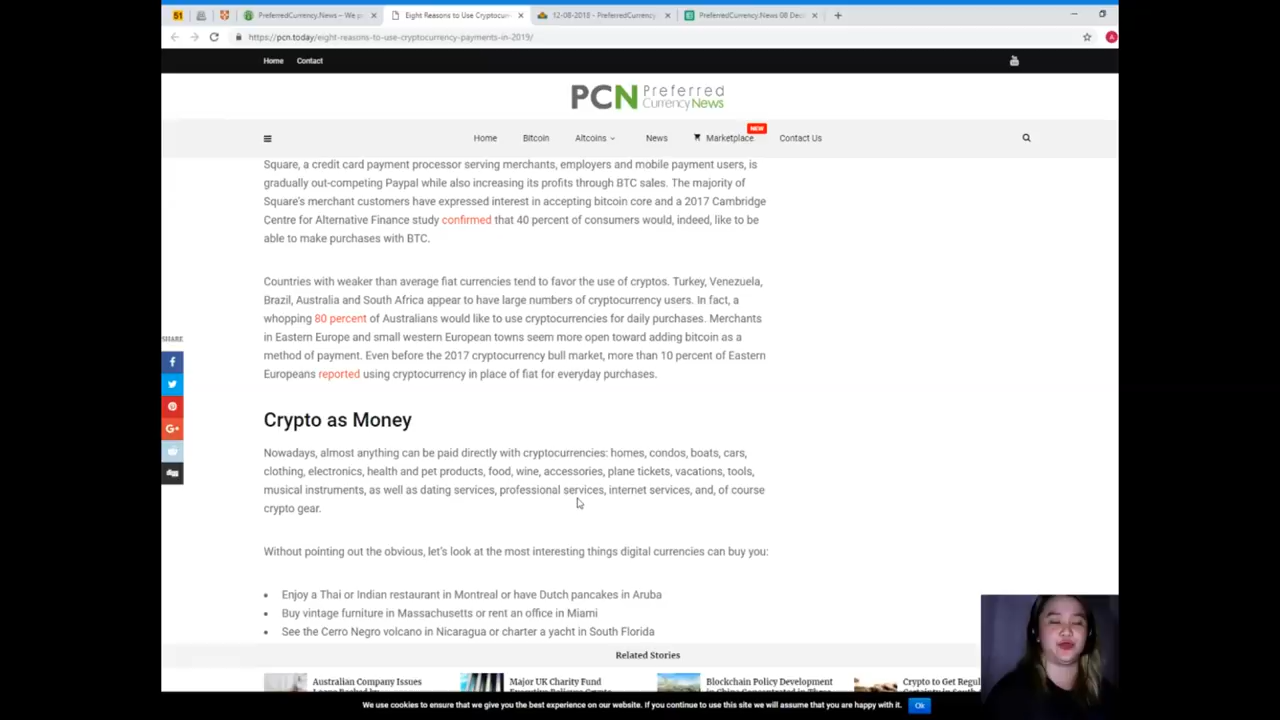 51
PreferredCurrency.News – We p
Eight Reasons to Use Cryptocurr
12-08-2018 - PreferredCurrency
PreferredCurrency.News 08 Dec
https://pcn.today/eight-reasons-to-use-cryptocurrency-payments-in-2019/
Home Contact
PCN Preferred Currency News
Home Bitcoin Altcoins News Marketplace NEW Contact Us
Square, a credit card payment processor serving merchants, employers and mobile payment users, is
gradually out-competing Paypal while also increasing its profits through BTC sales. The majority of
Square's merchant customers have expressed interest in accepting bitcoin core and a 2017 Cambridge
Centre for Alternative Finance study confirmed that 40 percent of consumers would, indeed, like to be
able to make purchases with BTC.
Countries with weaker than average fiat currencies tend to favor the use of cryptos. Turkey, Venezuela,
Brazil, Australia and South Africa appear to have large numbers of cryptocurrency users. In fact, a
whopping 80 percent of Australians would like to use cryptocurrencies for daily purchases. Merchants
in Eastern Europe and small western European towns seem more open toward adding bitcoin as a
method of payment. Even before the 2017 cryptocurrency bull market, more than 10 percent of Eastern
Europeans reported using cryptocurrency in place of fiat for everyday purchases.
SHARE
Crypto as Money
Nowadays, almost anything can be paid directly with cryptocurrencies: homes, condos, boats, cars,
clothing, electronics, health and pet products, food, wine, accessories, plane tickets, vacations, tools,
musical instruments, as well as dating services, professional services, internet services, and, of course
crypto gear.
Without pointing out the obvious, let's look at the most interesting things digital currencies can buy you:
• Enjoy a Thai or Indian restaurant in Montreal or have Dutch pancakes in Aruba
• Buy vintage furniture in Massachusetts or rent an office in Miami
• See the Cerro Negro volcano in Nicaragua or charter a yacht in South Florida
Related Stories
Australian Company Issues
Major UK Charity Fund
Blockchain Policy Development
Crypto to Get Regul
We use cookies to ensure that we give you the best experience on our website. If you continue to use this site we will assume that you are happy with it. Ok